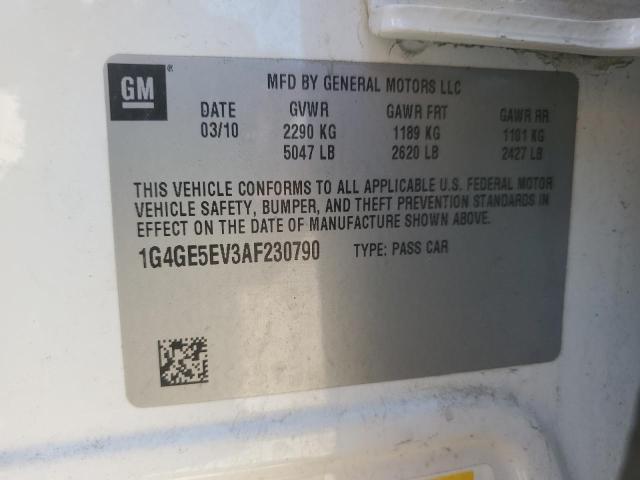 GM®
MFD BY GENERAL MOTORS LLC
DATE GVWR GAWR FRT GAWR RR
03/10 2290 KG 1189 KG 1101 KG
5047 LB 2620 LB 2427 LB
THIS VEHICLE CONFORMS TO ALL APPLICABLE U.S. FEDERAL MOTOR
VEHICLE SAFETY, BUMPER, AND THEFT PREVENTION STANDARDS IN
EFFECT ON THE DATE OF MANUFACTURE SHOWN ABOVE.
1G4GE5EV3AF230790 TYPE: PASS CAR